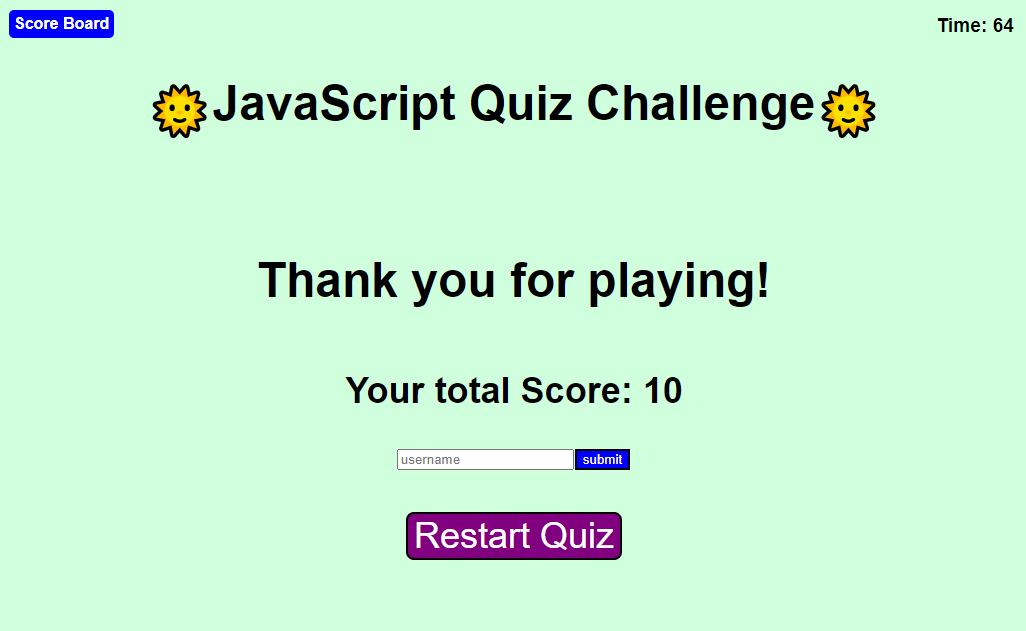 Score Board
Time: 64
JavaScript Quiz Challenge
Thank you for playing!
Your total Score: 10
username
submit
Restart Quiz